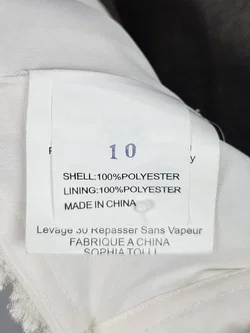 10
SHELL:100%POLYESTER
LINING:100%POLYESTER
MADE IN CHINA
Levage 30 Repasser Sans Vapeur
FABRIQUE A CHINA
SOPHIA TOLLI